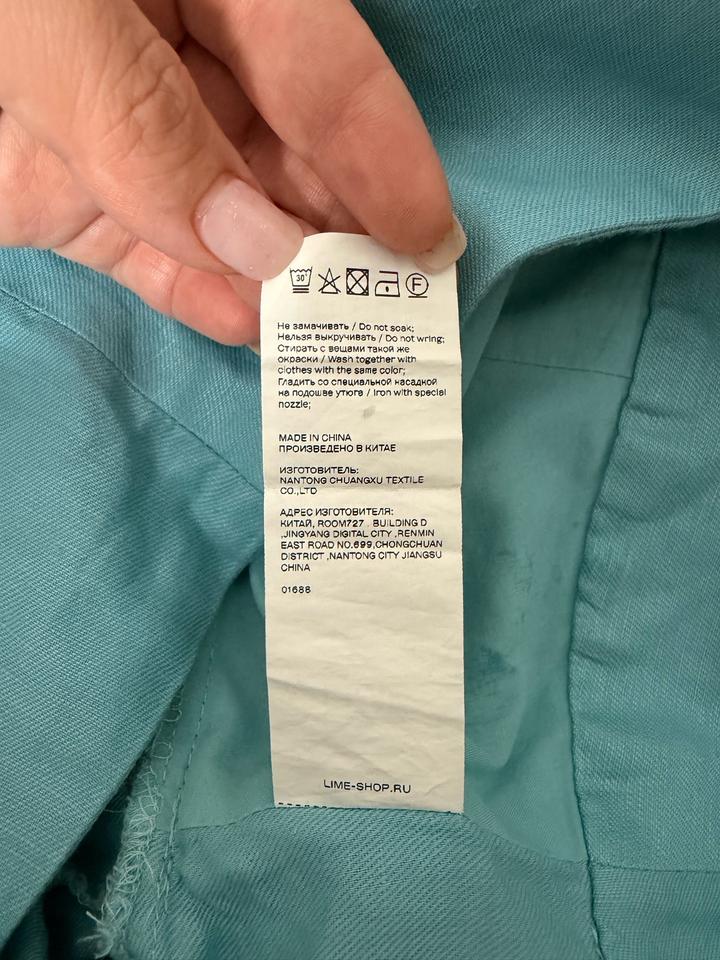 30°
F
Не замачивать / Do not soak;
Нельзя выкручивать / Do not wring;
Стирать с вещами такой же
окраски / Wash together with
clothes with the same color;
Гладить со специальной насадкой
на подошве утюга / Iron with special
nozzle;
MADE IN CHINA
ПРОИЗВЕДЕНО В КИТАЕ
ИЗГОТОВИТЕЛЬ:
NANTONG CHUANGXU TEXTILE
CO.,LTD
АДРЕС ИЗГОТОВИТЕЛЯ:
КИТАЙ, ROOM727 . BUILDING D
,JINGYANG DIGITAL CITY ,RENMIN
EAST ROAD NO.699,CHONGCHUAN
DISTRICT ,NANTONG CITY JIANGSU
CHINA
01688
LIME-SHOP.RU